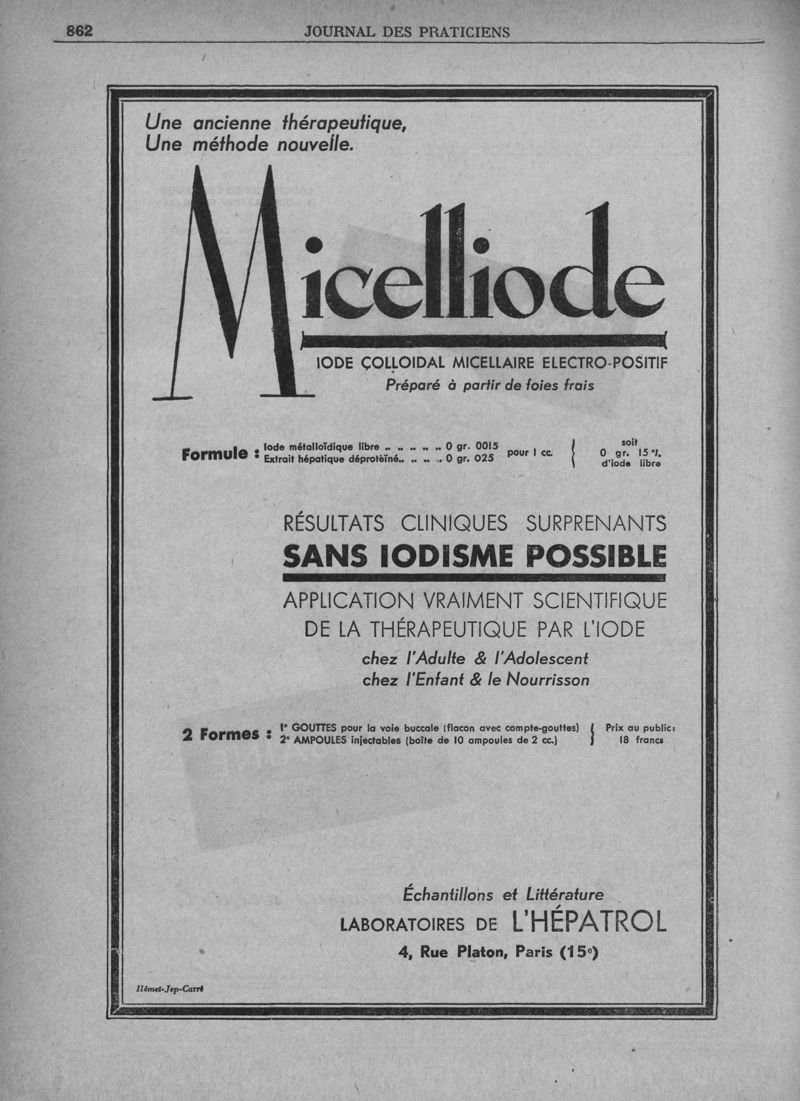 862
JOURNAL DES PRATICIENS
Une ancienne thérapeutique,
Une méthode nouvelle.
Micelliode
IODE COLLOIDAL MICELLAIRE ELECTRO-POSITIF
Préparé à partir de foies frais
Formule :
Iode métalloïdique libre .. .. .. .. .. 0 gr. 0015
Extrait hépatique déprotéiné.. .. .. .. 0 gr. 025
pour 1 cc.
soit
0 gr. 15 %.
d'iode libre
RÉSULTATS CLINIQUES SURPRENANTS
SANS IODISME POSSIBLE
APPLICATION VRAIMENT SCIENTIFIQUE
DE LA THÉRAPEUTIQUE PAR L'IODE
chez l'Adulte & l'Adolescent
chez l'Enfant & le Nourrisson
2 Formes :
1° GOUTTES pour la voie buccale (flacon avec compte-gouttes)
2° AMPOULES injectables (boîte de 10 ampoules de 2 cc.)
Prix au public:
18 francs
Échantillons et Littérature
LABORATOIRES DE L'HÉPATROL
4, Rue Platon, Paris (15e)
Hémet-Jep-Carré